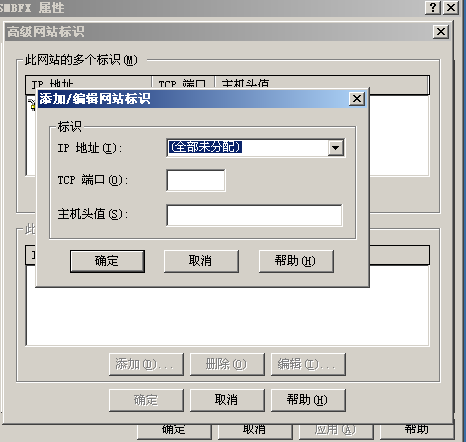 SMBFX 属性
高级网站标识
此网站的多个标识(M)
IP 地址 TCP 端口 主机头值
添加/编辑网站标识
标识
IP 地址(I): (全部未分配)
TCP 端口(O):
主机头值(S):
确定 取消 帮助(H)
此
添加(D)... 删除(O) 编辑(I)...
确定 取消 帮助(H)
确定 取消 应用(A) 帮助